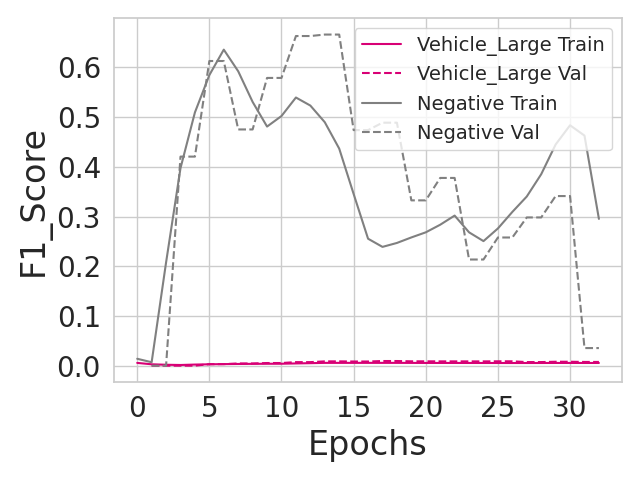 F1_Score
0.6
0.5
0.4
0.3
0.2
0.1
0.0
Vehicle_Large Train
Vehicle_Large Val
Negative Train
Negative Val
0 5 10 15 20 25 30
Epochs